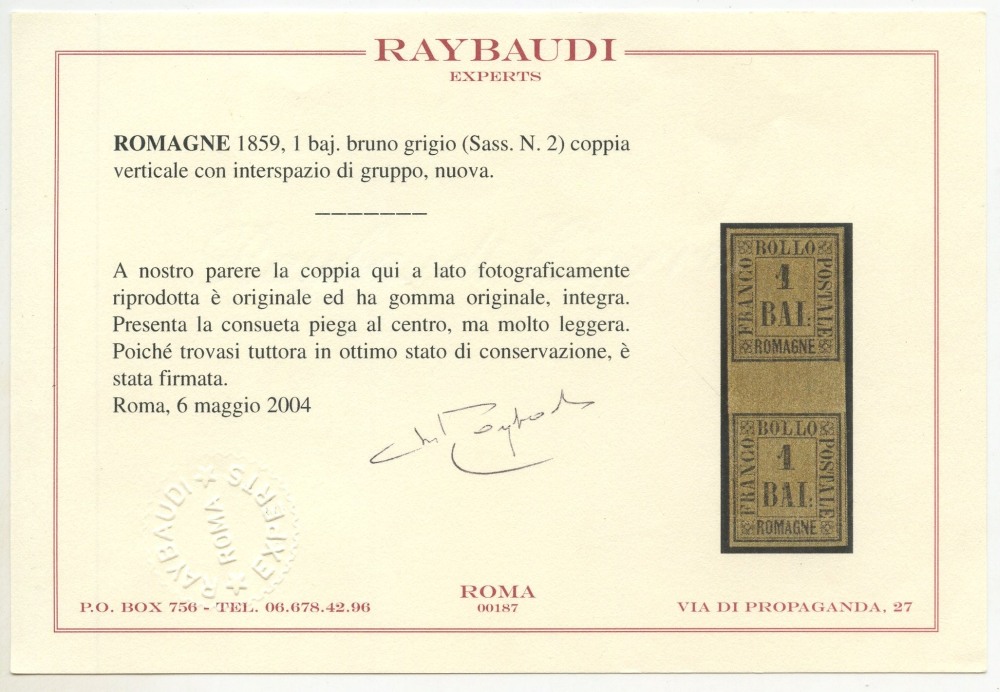 RAYBAUDI
EXPERTS
ROMAGNE 1859, 1 baj. bruno grigio (Sass. N. 2) coppia
verticale con interspazio di gruppo, nuova.
A nostro parere la coppia qui a lato fotograficamente
riprodotta è originale ed ha gomma originale, integra.
Presenta la consueta piega al centro, ma molto leggera.
Poiché trovasi tuttora in ottimo stato di conservazione, è
stata firmata.
Roma, 6 maggio 2004
BOLLO
FRANCO
POSTALE
1
BAI.
ROMAGNE
BOLLO
FRANCO
POSTALE
1
BAI.
ROMAGNE
RAYBAUDI
EXPERTS
ROMA
P.O. BOX 756 - TEL. 06.678.42.96
ROMA
00187
VIA DI PROPAGANDA, 27